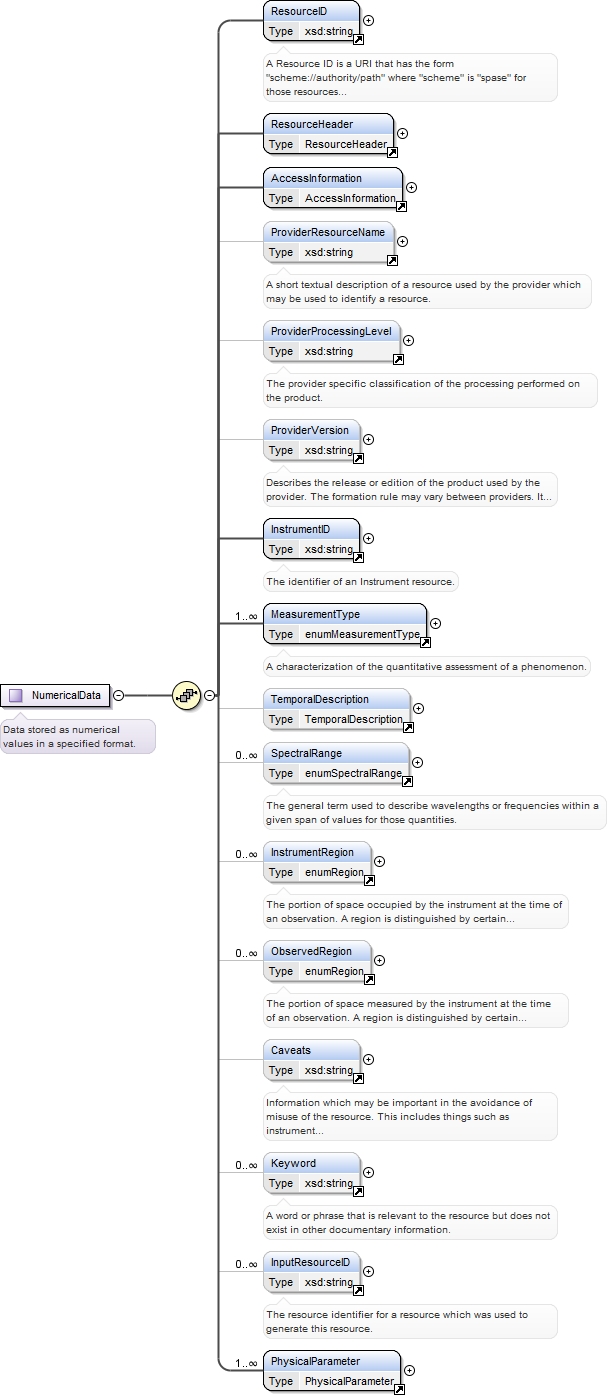 ResourceID
Type xsd:string
A Resource ID is a URI that has the form
"scheme://authority/path" where "scheme" is "spase" for
those resources...
ResourceHeader
Type ResourceHeader
AccessInformation
Type AccessInformation
ProviderResourceName
Type xsd:string
A short textual description of a resource used by the provider which
may be used to identify a resource.
ProviderProcessingLevel
Type xsd:string
The provider specific classification of the processing performed on
the product.
ProviderVersion
Type xsd:string
Describes the release or edition of the product used by the
provider. The formation rule may vary between providers. It...
InstrumentID
Type xsd:string
The identifier of an Instrument resource.
1..∞
MeasurementType
Type enumMeasurementType
A characterization of the quantitative assessment of a phenomenon.
NumericalData
Data stored as numerical
values in a specified format.
TemporalDescription
Type TemporalDescription
0..∞
SpectralRange
Type enumSpectralRange
The general term used to describe wavelengths or frequencies within a
given span of values for those quantities.
0..∞
InstrumentRegion
Type enumRegion
The portion of space occupied by the instrument at the time of
an observation. A region is distinguished by certain...
0..∞
ObservedRegion
Type enumRegion
The portion of space measured by the instrument at the time
of an observation. A region is distinguished by certain...
Caveats
Type xsd:string
Information which may be important in the avoidance of
misuse of the resource. This includes things such as
instrument...
0..∞
Keyword
Type xsd:string
A word or phrase that is relevant to the resource but does not
exist in other documentary information.
0..∞
InputResourceID
Type xsd:string
The resource identifier for a resource which was used to
generate this resource.
1..∞
PhysicalParameter
Type PhysicalParameter